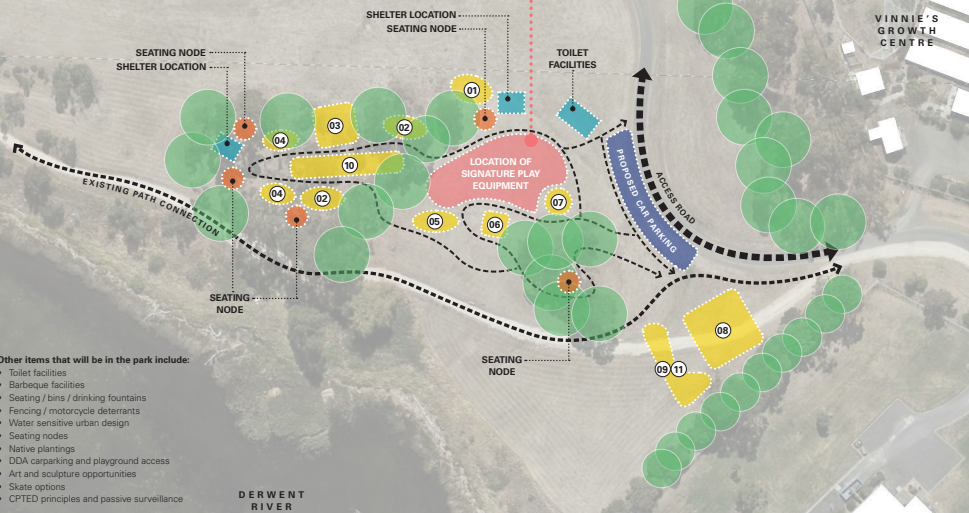 SHELTER LOCATION
SEATING NODE
VINNIE'S
GROWTH
CENTRE
SEATING NODE
SHELTER LOCATION
TOILET
FACILITIES
01
03
02
04
10
LOCATION OF
SIGNATURE PLAY
EQUIPMENT
PROPOSED CAR PARKING
ACCESS ROAD
EXISTING PATH CONNECTION
04
02
07
05
06
SEATING
NODE
08
SEATING
NODE
09
11
Other items that will be in the park include:
• Toilet facilities
• Barbeque facilities
• Seating / bins / drinking fountains
• Fencing / motorcycle deterrants
• Water sensitive urban design
• Seating nodes
• Native plantings
• DDA carparking and playground access
• Art and sculpture opportunities
• Skate options
• CPTED principles and passive surveillance
DERWENT
RIVER